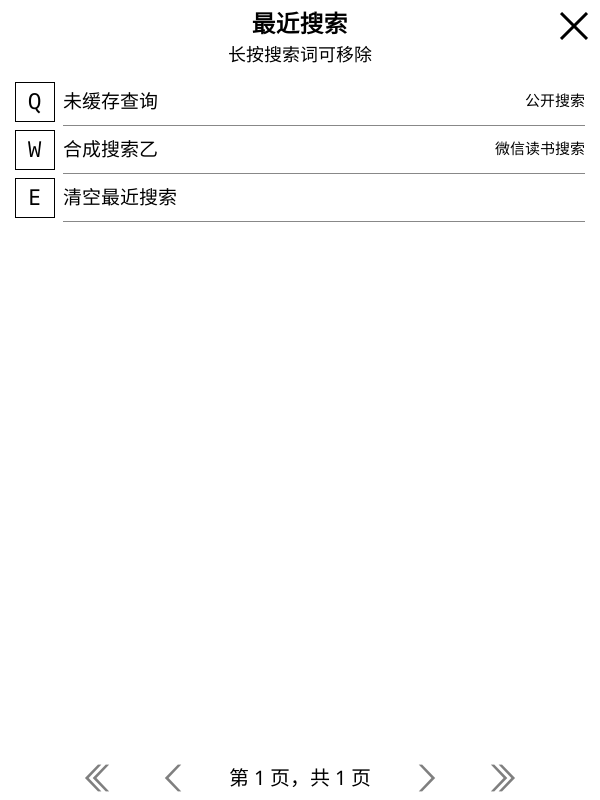 最近搜索
长按搜索词可移除
Q 未缓存查询 公开搜索
W 合成搜索乙 微信读书搜索
E 清空最近搜索
第 1 页，共 1 页